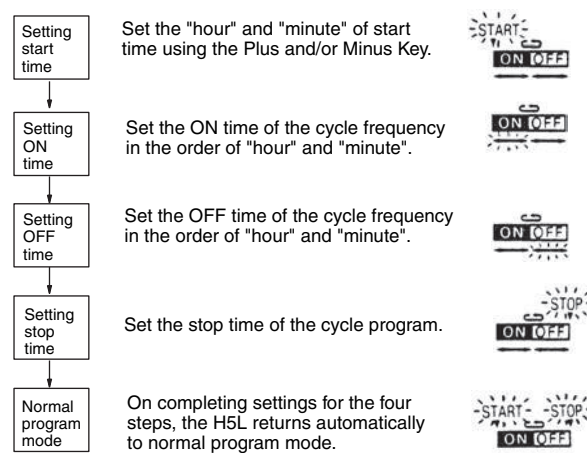 Setting
start
time
Set the "hour" and "minute" of start
time using the Plus and/or Minus Key.
START
ON OFF
Setting
ON
time
Set the ON time of the cycle frequency
in the order of "hour" and "minute".
ON OFF
Setting
OFF
time
Set the OFF time of the cycle frequency
in the order of "hour" and "minute".
ON OFF
Setting
stop
time
Set the stop time of the cycle program.
STOP
ON OFF
Normal
program
mode
On completing settings for the four
steps, the H5L returns automatically
to normal program mode.
START STOP
ON OFF